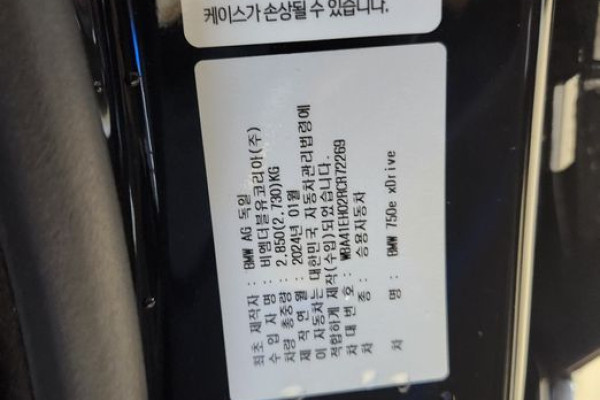 케이스가 손상될 수 있습니다.
최초 제작자 : BMW AG 독일
수 입 자 명 : 비엠더블유코리아(주)
차량 총중량 : 2.850(2.730)KG
제 작 연 월 : 2024년 01월
이 자동차는 대한민국 자동차관리법령에
적합하게 제작(수입)되었습니다.
차 대 번 호 : WBA41EH02RCR72269
차 종 : 승용자동차
차 명 : BMW 750e xDrive